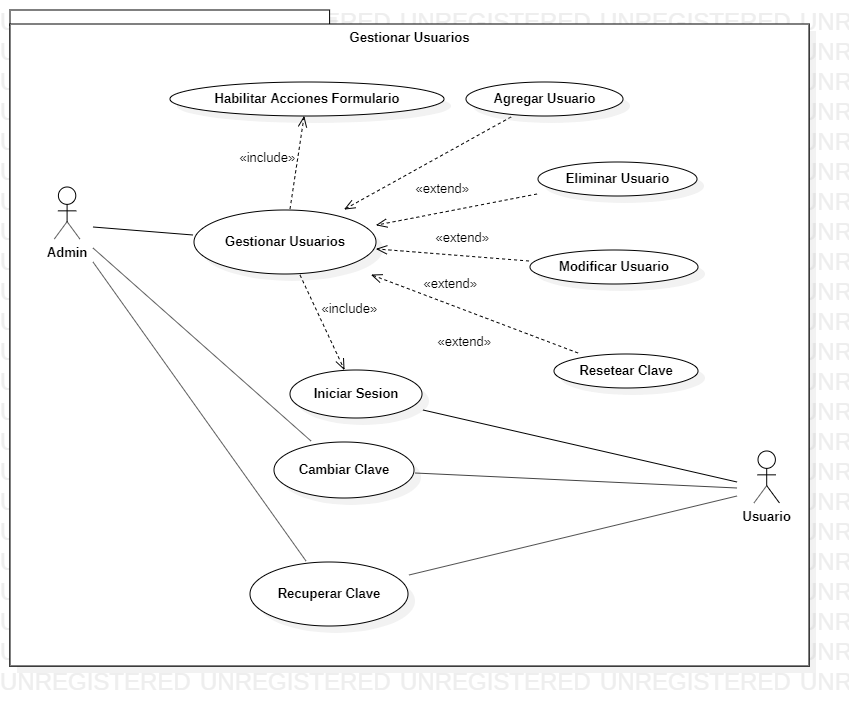 Gestionar Usuarios
Habilitar Acciones Formulario
Agregar Usuario
«include»
Eliminar Usuario
«extend»
Admin
Gestionar Usuarios
«extend»
Modificar Usuario
«extend»
«include»
«extend»
Resetear Clave
Iniciar Sesion
Cambiar Clave
Usuario
Recuperar Clave
UNREGISTERED UNREGISTERED UNREGISTERED UNREGISTERED